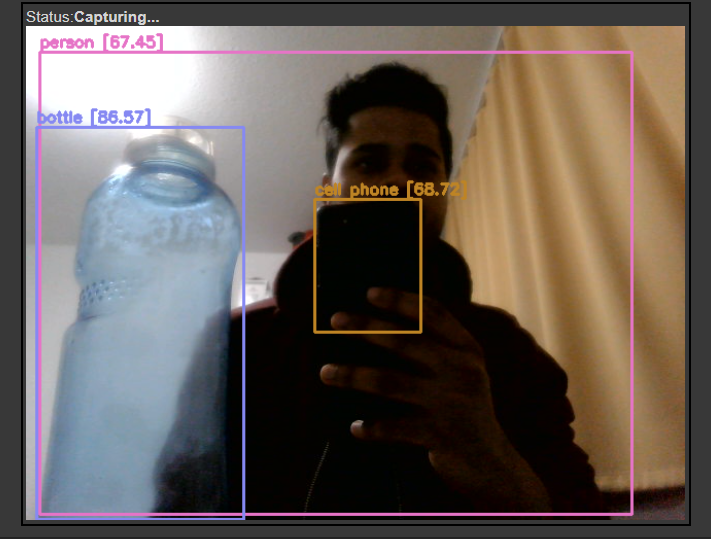 Status:Capturing...
person [67.45]
bottle [86.57]
cell phone [68.72]